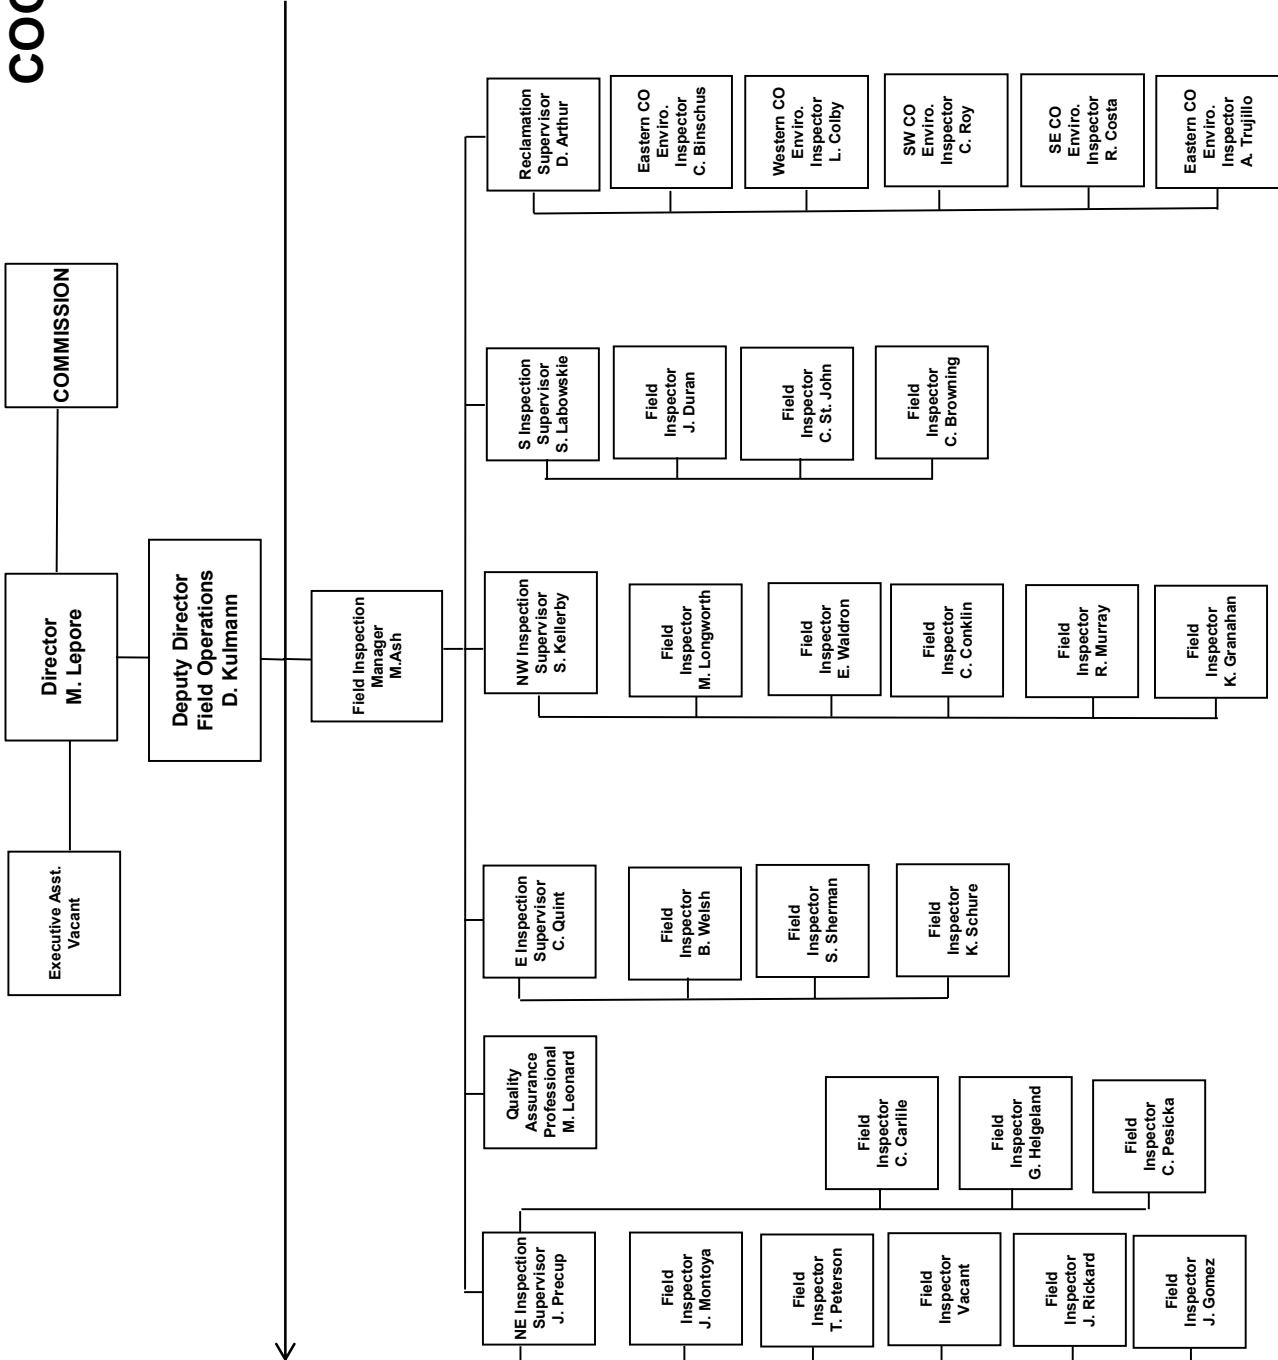 Executive Asst.
Vacant
Director
M. Lepore
COMMISSION
Deputy Director
Field Operations
D. Kulmann
Field Inspection
Manager
M.Ash
NE Inspection
Supervisor
J. Precup
Field
Inspector
J. Montoya
Field
Inspector
T. Peterson
Field
Inspector
Vacant
Field
Inspector
J. Rickard
Field
Inspector
J. Gomez
Field
Inspector
C. Carlile
Field
Inspector
G. Helgeland
Field
Inspector
C. Pesicka
Quality
Assurance
Professional
M. Leonard
E Inspection
Supervisor
C. Quint
Field
Inspector
B. Welsh
Field
Inspector
S. Sherman
Field
Inspector
K. Schure
NW Inspection
Supervisor
S. Kellerby
Field
Inspector
M. Longworth
Field
Inspector
E. Waldron
Field
Inspector
C. Conklin
Field
Inspector
R. Murray
Field
Inspector
K. Granahan
S Inspection
Supervisor
S. Labowskie
Field
Inspector
J. Duran
Field
Inspector
C. St. John
Field
Inspector
C. Browning
Reclamation
Supervisor
D. Arthur
Eastern CO
Enviro.
Inspector
C. Binschus
Western CO
Enviro.
Inspector
L. Colby
SW CO
Enviro.
Inspector
C. Roy
SE CO
Enviro.
Inspector
R. Costa
Eastern CO
Enviro.
Inspector
A. Trujillo